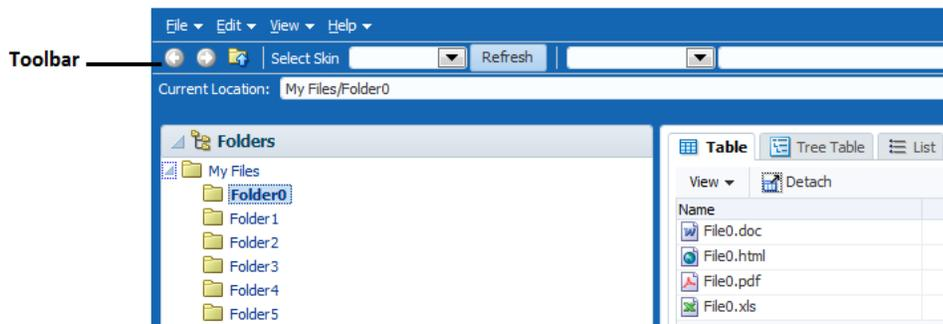 File Edit View Help
Toolbar
Select Skin Refresh
Current Location: My Files/Folder0
Folders
My Files
Folder0
Folder1
Folder2
Folder3
Folder4
Folder5
Table Tree Table List
View Detach
Name
File0.doc
File0.html
File0.pdf
File0.xls